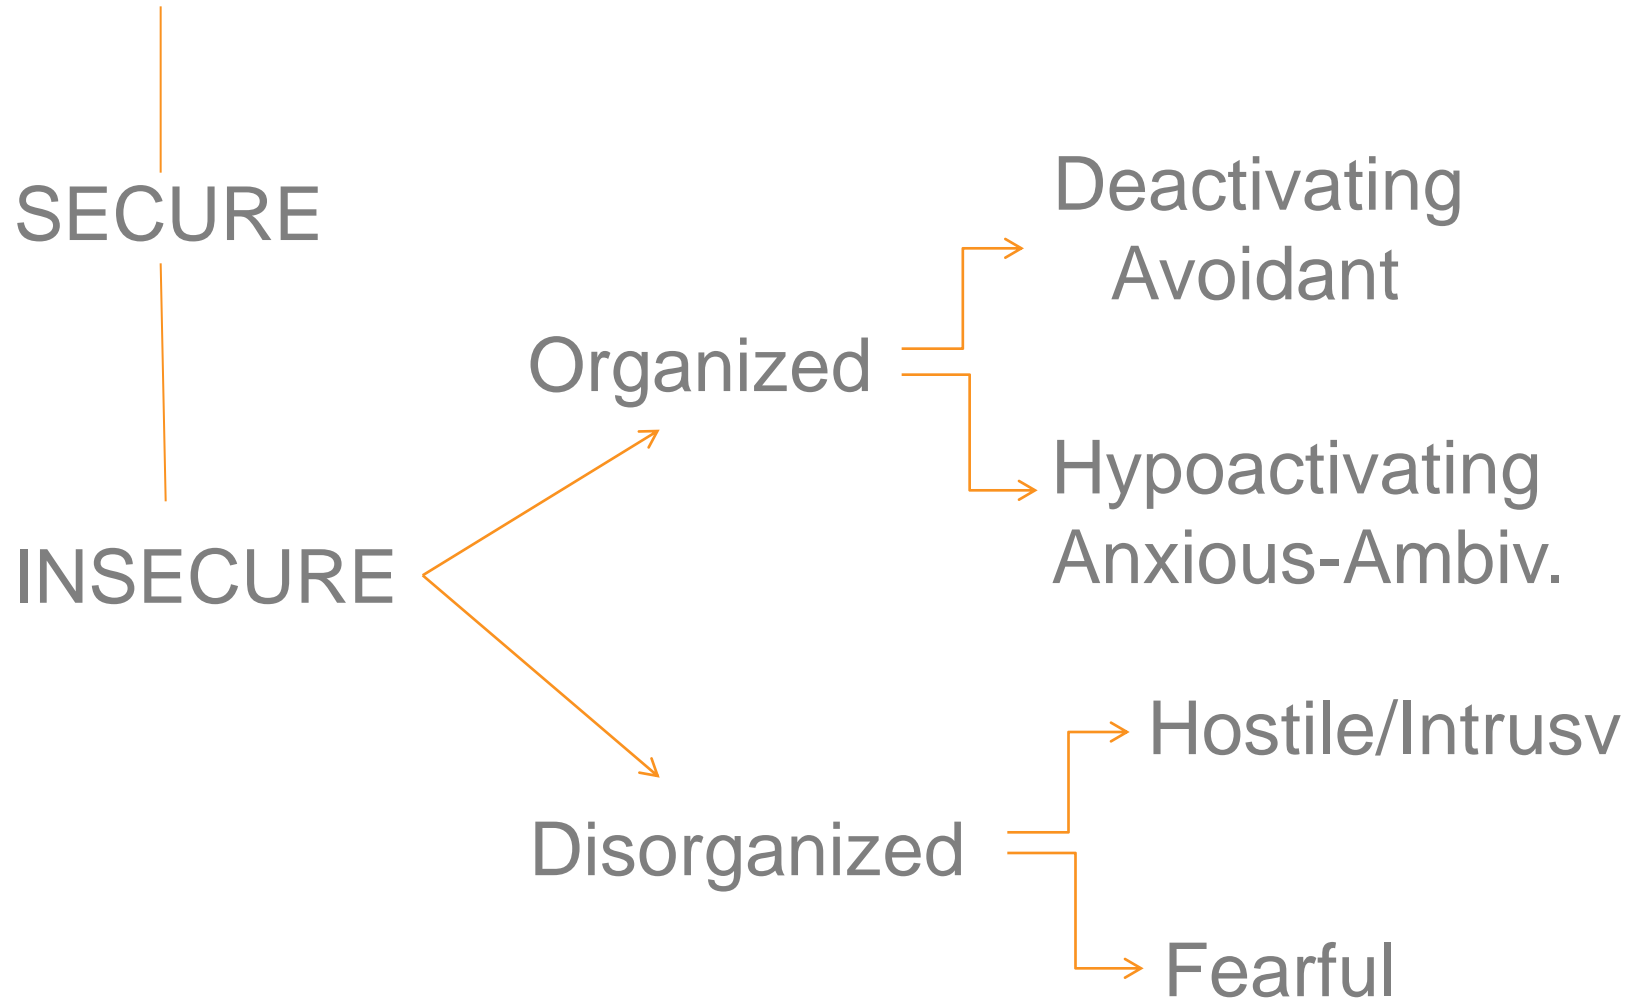 SECURE
Deactivating
Avoidant
Organized
Hypoactivating
Anxious-Ambiv.
INSECURE
Hostile/Intrusv
Disorganized
Fearful